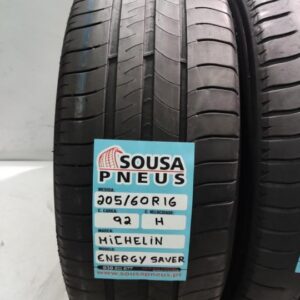 SOUSA
PNEUS
MEDIDA:
205/60R16
C. CARGA: C. VELOCIDADE:
92 H
MARCA:
MICHELIN
MODELO:
ENERGY SAVER
www.sousapneus.pt